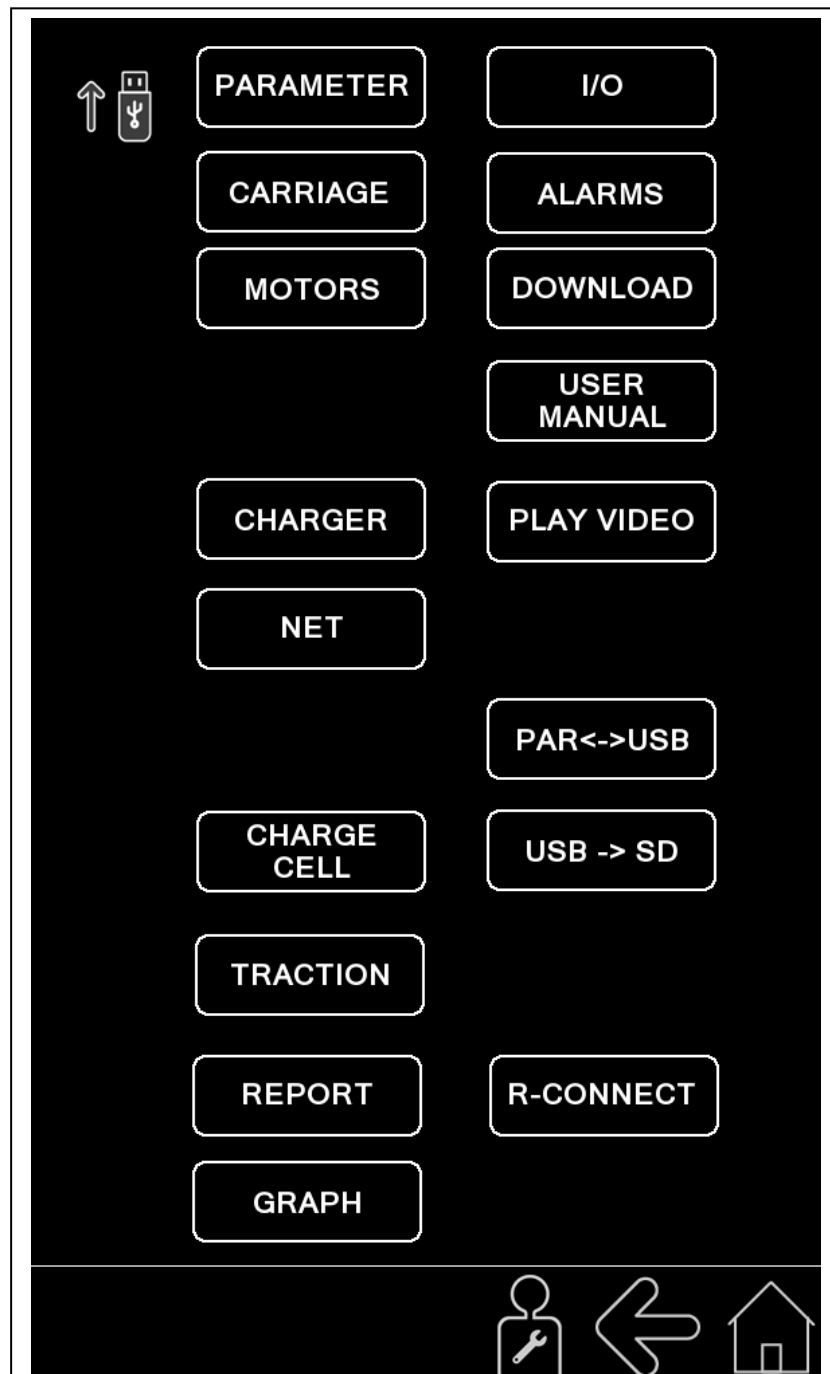 PARAMETER
I/O
CARRIAGE
ALARMS
MOTORS
DOWNLOAD
USER
MANUAL
CHARGER
PLAY VIDEO
NET
PAR<->USB
CHARGE
CELL
USB -> SD
TRACTION
REPORT
R-CONNECT
GRAPH